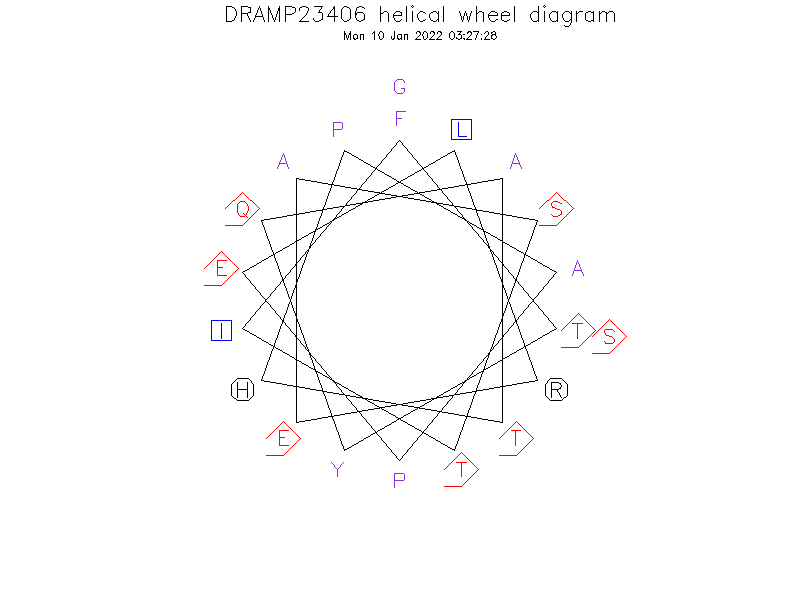 DRAMP23406 helical wheel diagram
Mon 10 Jan 2022 03:27:28
G
P F L
A A
Q S
E A
I T S
H R
E T
Y P T